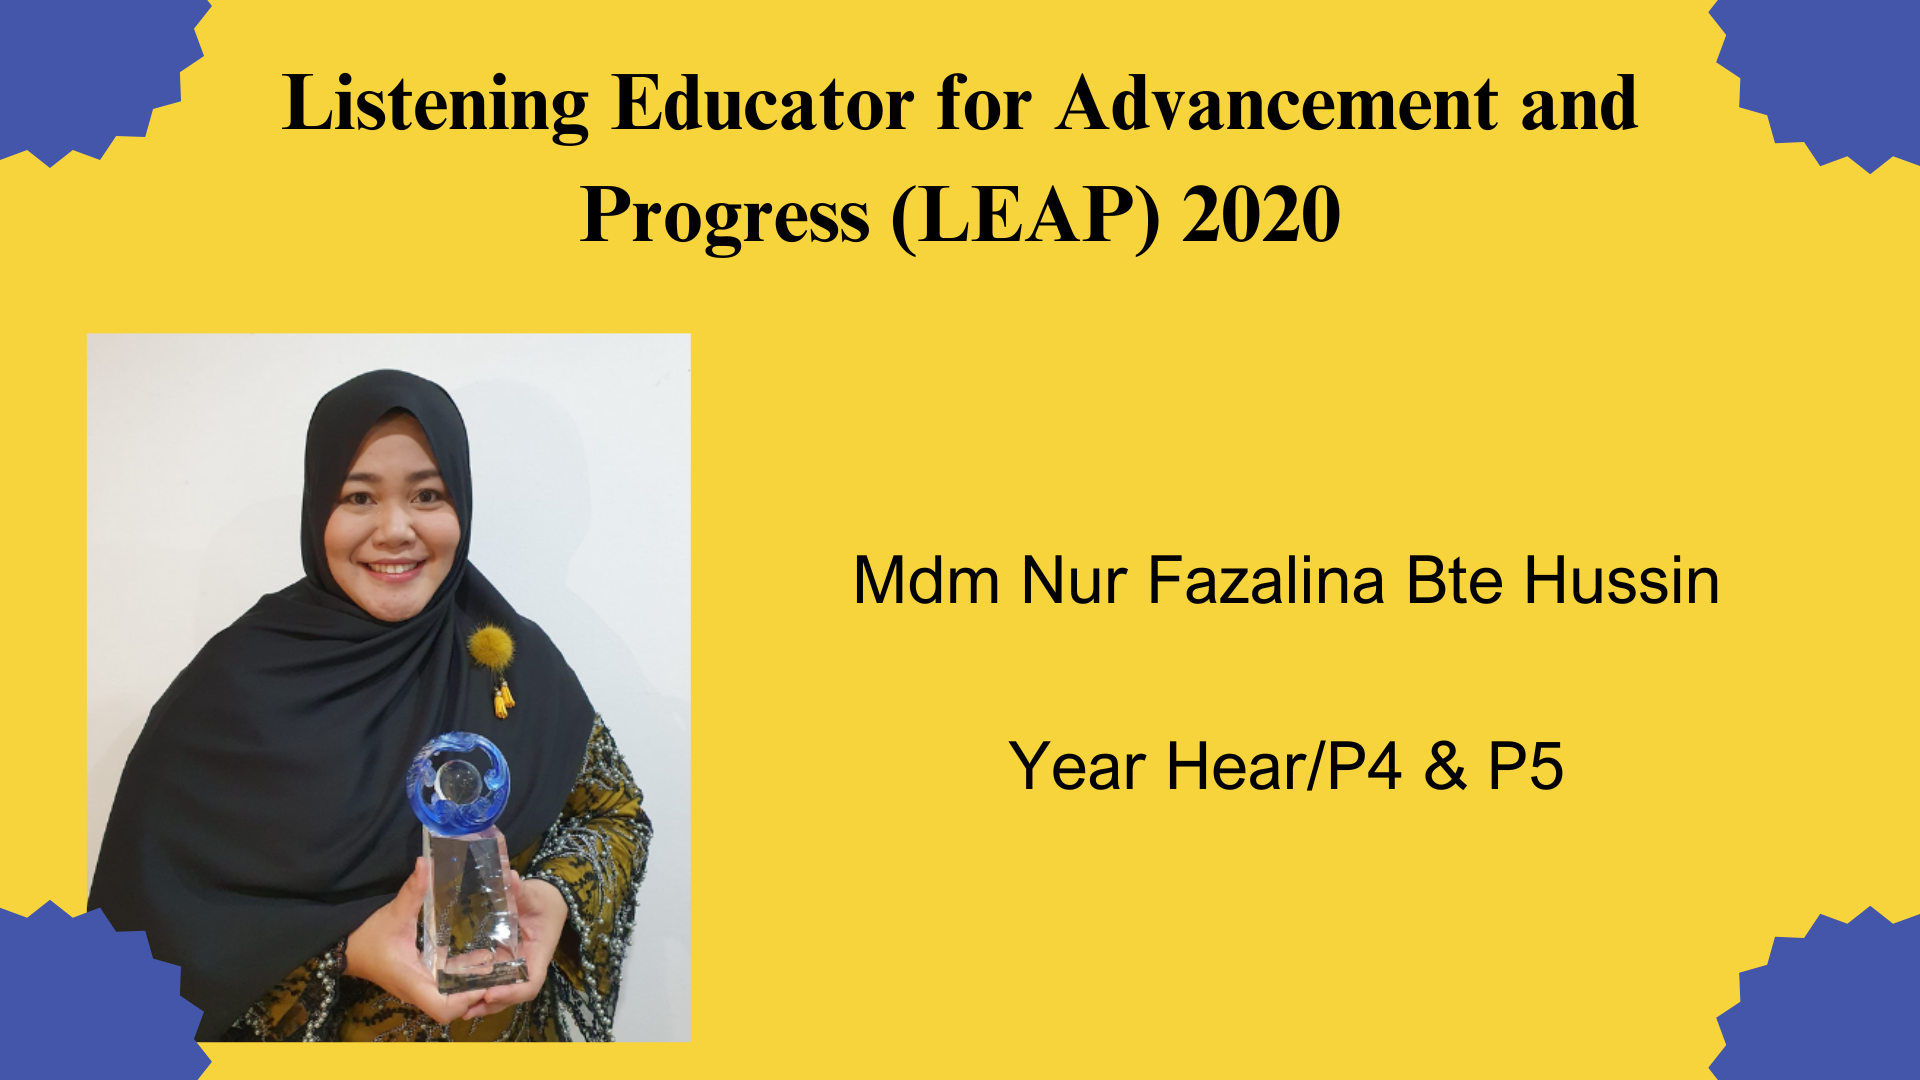 Listening Educator for Advancement and
Progress (LEAP) 2020
Mdm Nur Fazalina Bte Hussin
Year Hear/P4 & P5